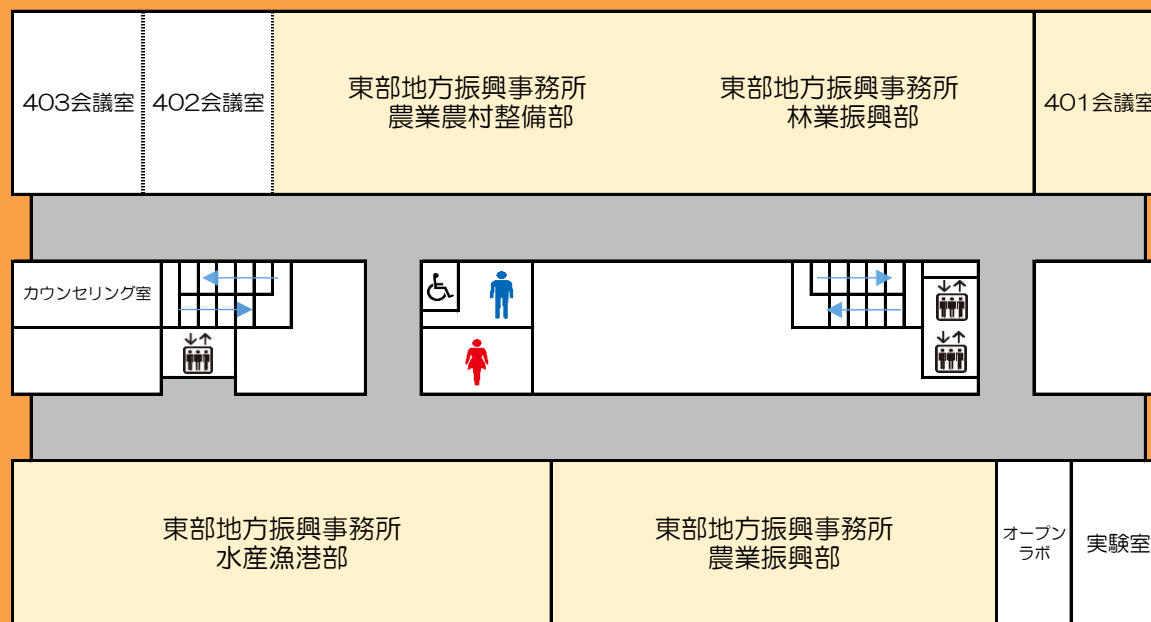 403会議室
402会議室
東部地方振興事務所
農業農村整備部
東部地方振興事務所
林業振興部
401会議室
カウンセリング室
東部地方振興事務所
水産漁港部
東部地方振興事務所
農業振興部
オープン
ラボ
実験室